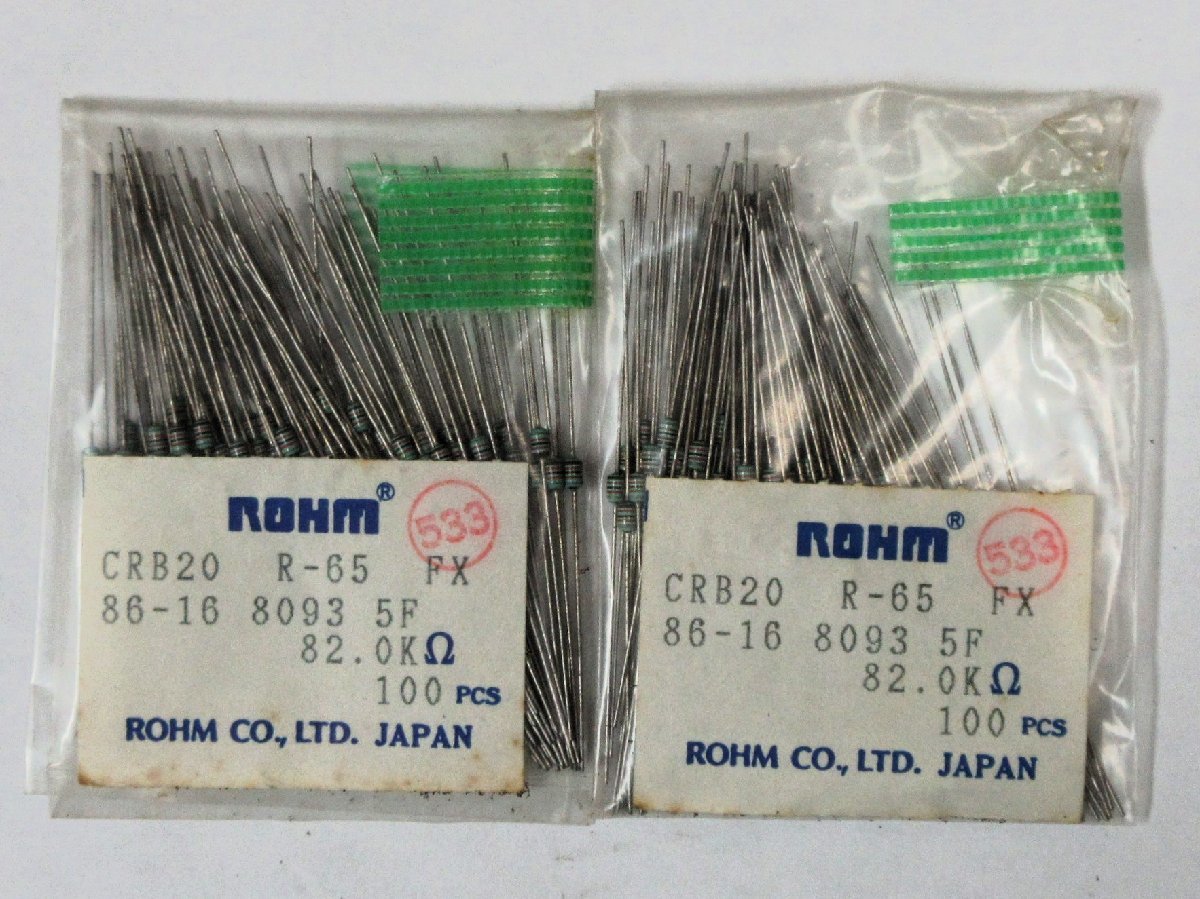 ROHM®
533
CRB20 R-65 FX
86-16 8093 5F
82.0KΩ
100 PCS
ROHM CO., LTD. JAPAN
ROHM®
533
CRB20 R-65 FX
86-16 8093 5F
82.0KΩ
100 PCS
ROHM CO., LTD. JAPAN